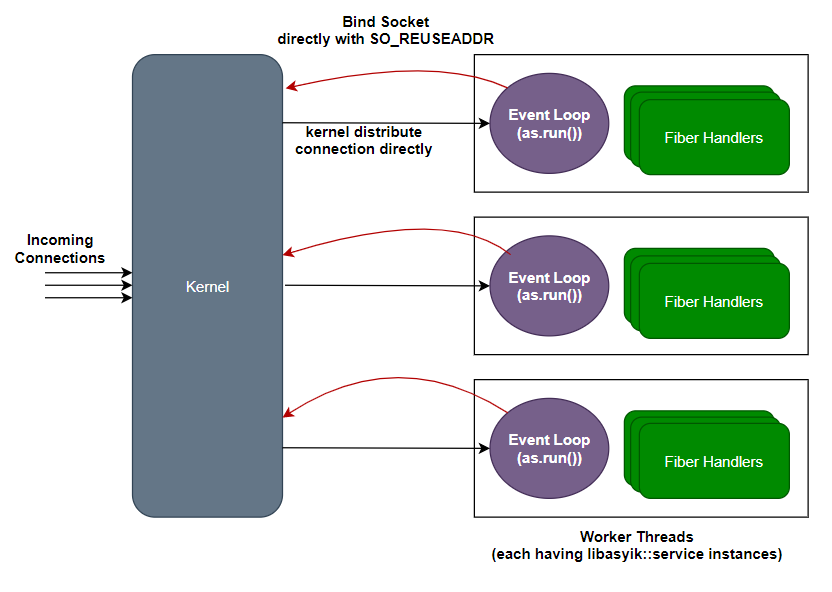 Bind Socket
directly with SO_REUSEADDR
Event Loop
(as.run())
Fiber Handlers
kernel distribute
connection directly
Incoming
Connections
Kernel
Event Loop
(as.run())
Fiber Handlers
Event Loop
(as.run())
Fiber Handlers
Worker Threads
(each having libasyik::service instances)